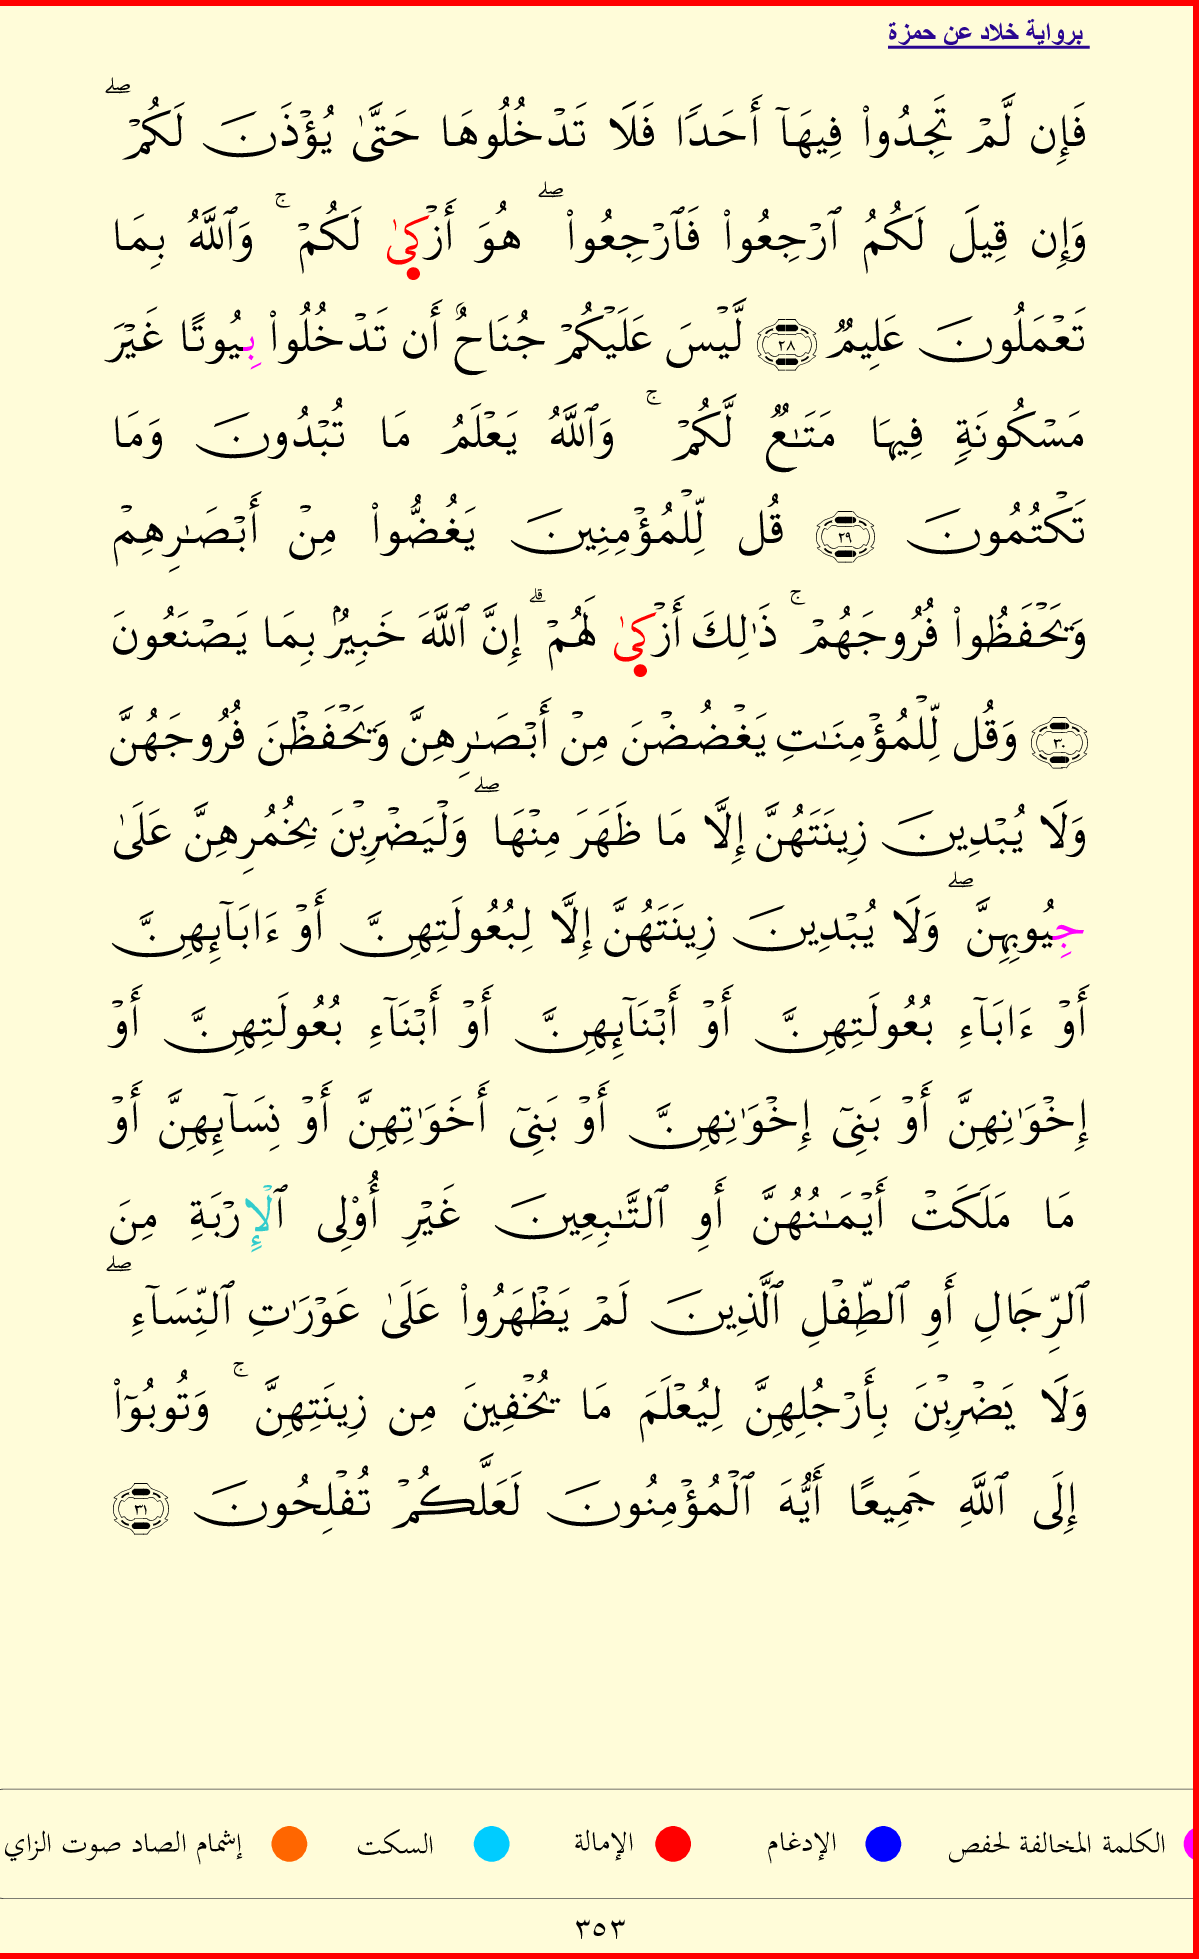 برواية خلاد عن حمزة
فَإِن لَّمْ تَجِدُوا۟ فِيهَآ أَحَدًا فَلَا تَدْخُلُوهَا حَتَّىٰ يُؤْذَنَ لَكُمْ ۖ
وَإِن قِيلَ لَكُمُ ٱرْجِعُوا۟ فَٱرْجِعُوا۟ ۖ هُوَ أَزْكَىٰ لَكُمْ ۚ وَٱللَّهُ بِمَا
تَعْمَلُونَ عَلِيمٌ ٢٨ لَّيْسَ عَلَيْكُمْ جُنَاحٌ أَن تَدْخُلُوا۟ بِيُوتًا غَيْرَ
مَسْكُونَةٍ فِيهَا مَتَـٰعٌ لَّكُمْ ۚ وَٱللَّهُ يَعْلَمُ مَا تُبْدُونَ وَمَا
تَكْتُمُونَ ٢٩ قُل لِّلْمُؤْمِنِينَ يَغُضُّوا۟ مِنْ أَبْصَـٰرِهِمْ
وَيَحْفَظُوا۟ فُرُوجَهُمْ ۚ ذَٰلِكَ أَزْكَىٰ لَهُمْ ۗ إِنَّ ٱللَّهَ خَبِيرٌۢ بِمَا يَصْنَعُونَ
٣٠ وَقُل لِّلْمُؤْمِنَـٰتِ يَغْضُضْنَ مِنْ أَبْصَـٰرِهِنَّ وَيَحْفَظْنَ فُرُوجَهُنَّ
وَلَا يُبْدِينَ زِينَتَهُنَّ إِلَّا مَا ظَهَرَ مِنْهَا ۖ وَلْيَضْرِبْنَ بِخُمُرِهِنَّ عَلَىٰ
جِيُوبِهِنَّ ۖ وَلَا يُبْدِينَ زِينَتَهُنَّ إِلَّا لِبُعُولَتِهِنَّ أَوْ ءَابَآئِهِنَّ
أَوْ ءَابَآءِ بُعُولَتِهِنَّ أَوْ أَبْنَآئِهِنَّ أَوْ أَبْنَآءِ بُعُولَتِهِنَّ أَوْ
إِخْوَٰنِهِنَّ أَوْ بَنِىٓ إِخْوَٰنِهِنَّ أَوْ بَنِىٓ أَخَوَٰتِهِنَّ أَوْ نِسَآئِهِنَّ أَوْ
مَا مَلَكَتْ أَيْمَـٰنُهُنَّ أَوِ ٱلتَّـٰبِعِينَ غَيْرِ أُو۟لِى ٱلْإِرْبَةِ مِنَ
ٱلرِّجَالِ أَوِ ٱلطِّفْلِ ٱلَّذِينَ لَمْ يَظْهَرُوا۟ عَلَىٰ عَوْرَٰتِ ٱلنِّسَآءِ ۖ
وَلَا يَضْرِبْنَ بِأَرْجُلِهِنَّ لِيُعْلَمَ مَا يُخْفِينَ مِن زِينَتِهِنَّ ۚ وَتُوبُوٓا۟
إِلَى ٱللَّهِ جَمِيعًا أَيُّهَ ٱلْمُؤْمِنُونَ لَعَلَّكُمْ تُفْلِحُونَ ٣١
الكلمة المخالفة لحفص الإدغام الإمالة السكت إشمام الصاد صوت الزاي
٣٥٣